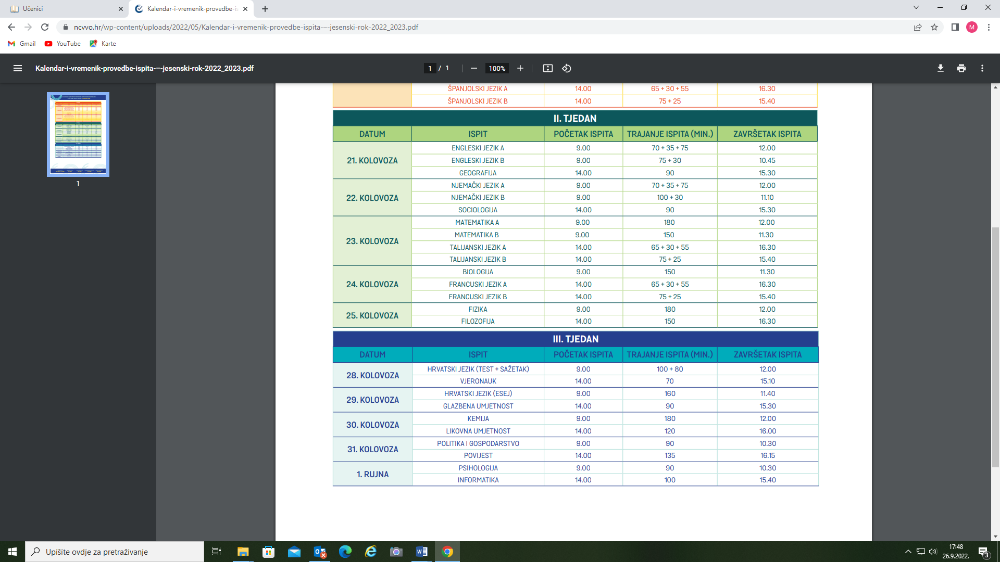 Učenici
Kalendar-i-vremenik-provedbe-is
ncvvo.hr/wp-content/uploads/2022/05/Kalendar-i-vremenik-provedbe-ispita-–-jesenski-rok-2022_2023.pdf
M
Gmail YouTube Karte
Kalendar-i-vremenik-provedbe-ispita-–-jesenski-rok-2022_2023.pdf
1 / 1 100%
ŠPANJOLSKI JEZIK A 14.00 65 + 30 + 55 16.30
ŠPANJOLSKI JEZIK B 14.00 75 + 25 15.40
II. TJEDAN
DATUM ISPIT POČETAK ISPITA TRAJANJE ISPITA (MIN.) ZAVRŠETAK ISPITA
ENGLESKI JEZIK A 9.00 70 + 35 + 75 12.00
21. KOLOVOZA ENGLESKI JEZIK B 9.00 75 + 30 10.45
GEOGRAFIJA 14.00 90 15.30
NJEMAČKI JEZIK A 9.00 70 + 35 + 75 12.00
22. KOLOVOZA NJEMAČKI JEZIK B 9.00 100 + 30 11.10
SOCIOLOGIJA 14.00 90 15.30
MATEMATIKA A 9.00 180 12.00
MATEMATIKA B 9.00 150 11.30
23. KOLOVOZA
TALIJANSKI JEZIK A 14.00 65 + 30 + 55 16.30
TALIJANSKI JEZIK B 14.00 75 + 25 15.40
BIOLOGIJA 9.00 150 11.30
24. KOLOVOZA FRANCUSKI JEZIK A 14.00 65 + 30 + 55 16.30
FRANCUSKI JEZIK B 14.00 75 + 25 15.40
25. KOLOVOZA FIZIKA 9.00 180 12.00
FILOZOFIJA 14.00 150 16.30
III. TJEDAN
DATUM ISPIT POČETAK ISPITA TRAJANJE ISPITA (MIN.) ZAVRŠETAK ISPITA
28. KOLOVOZA HRVATSKI JEZIK (TEST + SAŽETAK) 9.00 100 + 80 12.00
VJERONAUK 14.00 70 15.10
29. KOLOVOZA HRVATSKI JEZIK (ESEJ) 9.00 160 11.40
GLAZBENA UMJETNOST 14.00 90 15.30
30. KOLOVOZA KEMIJA 9.00 180 12.00
LIKOVNA UMJETNOST 14.00 120 16.00
31. KOLOVOZA POLITIKA I GOSPODARSTVO 9.00 90 10.30
POVIJEST 14.00 135 16.15
1. RUJNA PSIHOLOGIJA 9.00 90 10.30
INFORMATIKA 14.00 100 15.40
1
Upišite ovdje za pretraživanje
17:48
26.9.2022.
3